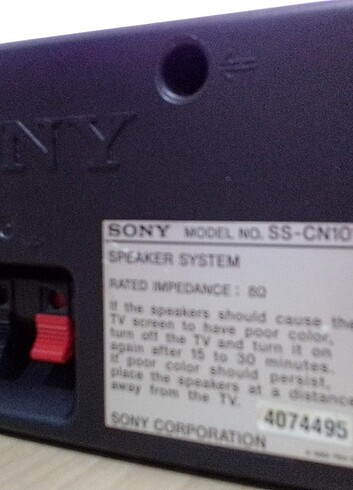 NY
SONY MODEL NO. SS-CN10
SPEAKER SYSTEM
RATED IMPEDANCE : 8Ω
If the speakers should cause the
TV screen to have poor color,
turn off the TV and turn it on
again after 15 to 30 minutes.
If poor color should persist,
place the speakers at a distance
away from the TV.
4074495
SONY CORPORATION